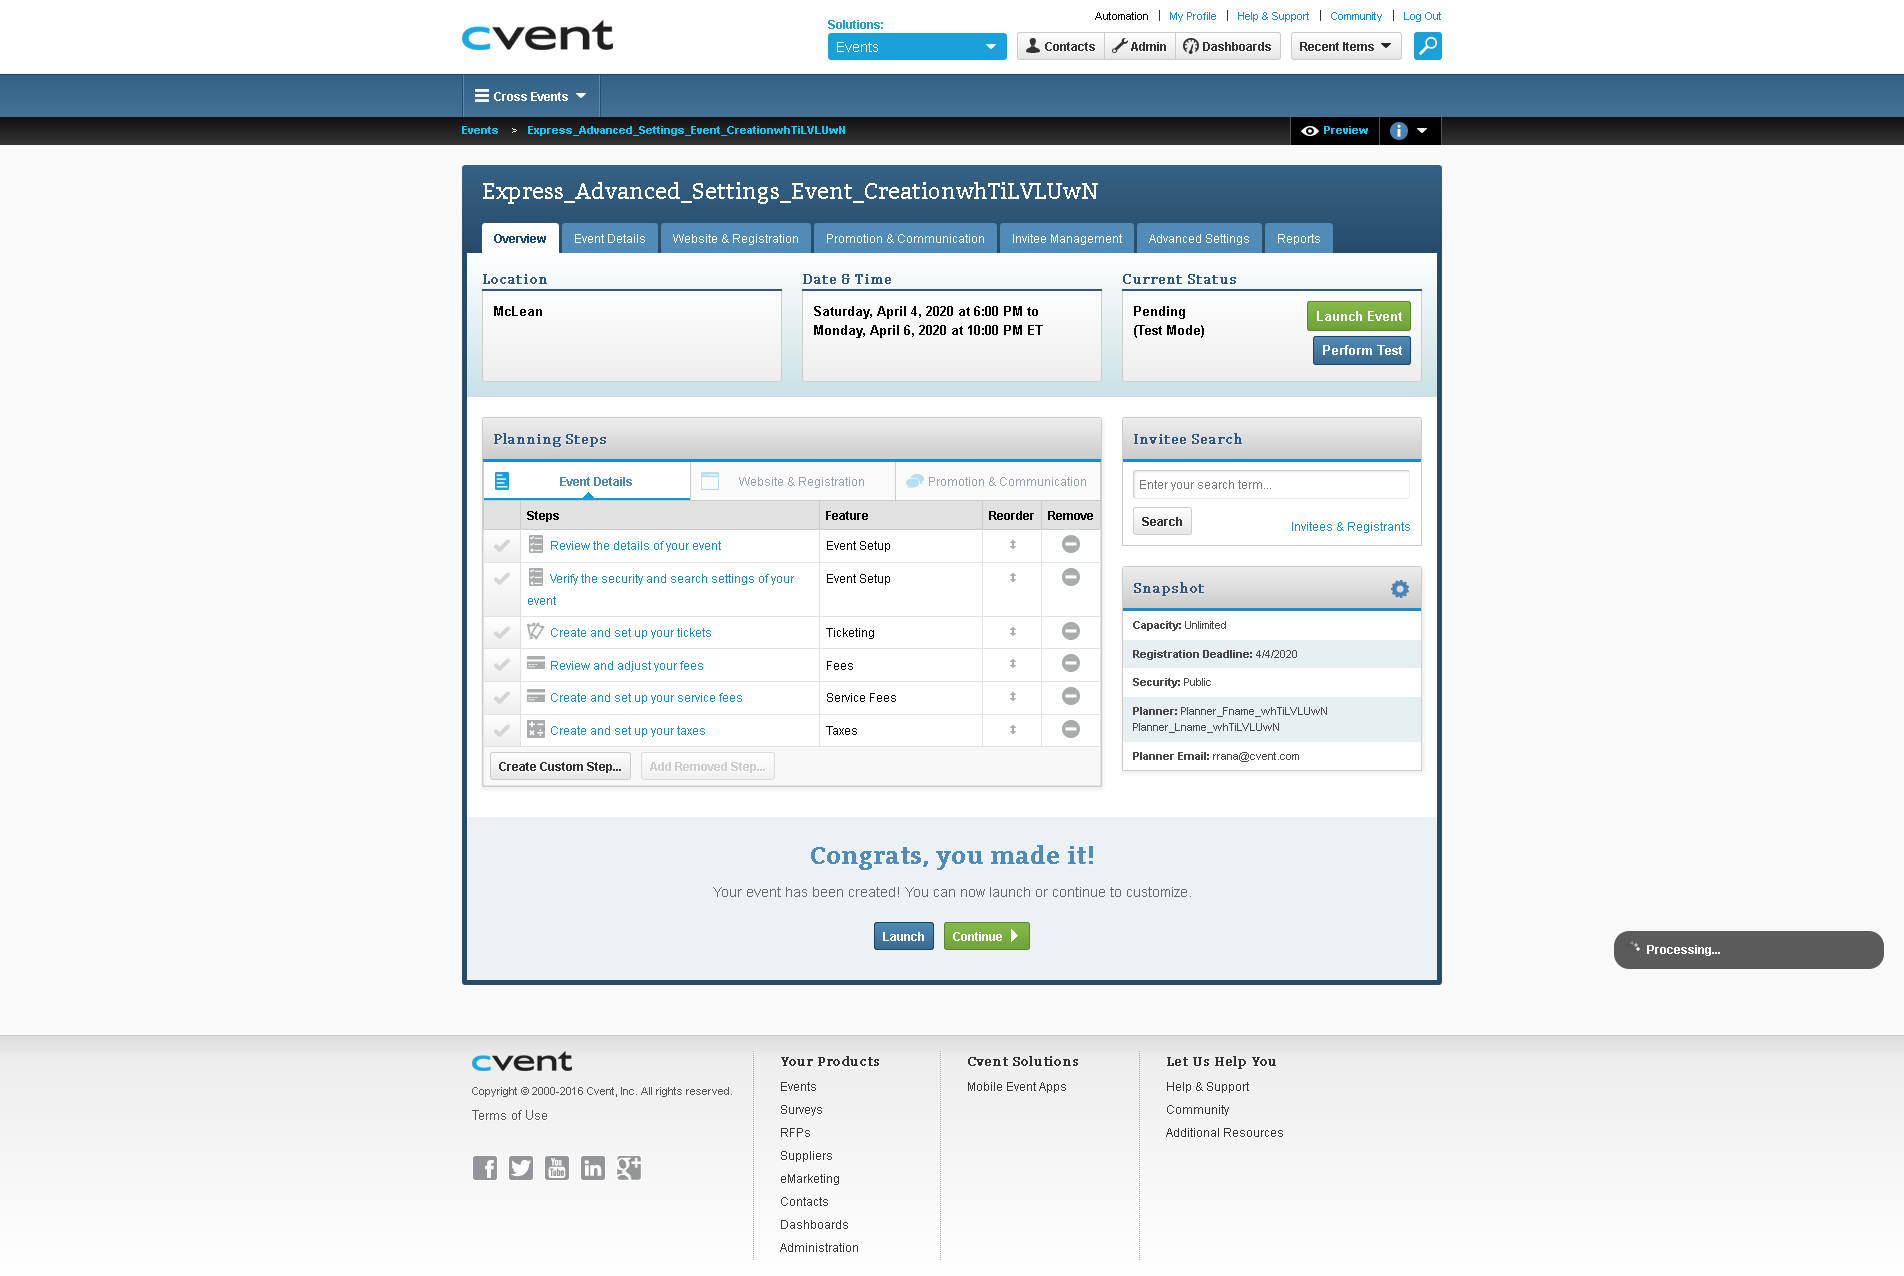 cvent
Automation | My Profile | Help & Support | Community | Log Out
Solutions:
Events
Contacts
Admin
Dashboards
Recent Items
Cross Events
Events > Express_Advanced_Settings_Event_CreationwhTiLVLUwN
Preview
Express_Advanced_Settings_Event_CreationwhTiLVLUwN
Overview
Event Details
Website & Registration
Promotion & Communication
Invitee Management
Advanced Settings
Reports
Location
McLean
Date & Time
Saturday, April 4, 2020 at 6:00 PM to
Monday, April 6, 2020 at 10:00 PM ET
Current Status
Pending
(Test Mode)
Launch Event
Perform Test
Planning Steps
Event Details
Website & Registration
Promotion & Communication
Steps Feature Reorder Remove
Review the details of your event Event Setup
Verify the security and search settings of your Event Setup
event
Create and set up your tickets Ticketing
Review and adjust your fees Fees
Create and set up your service fees Service Fees
Create and set up your taxes Taxes
Create Custom Step...
Add Removed Step...
Invitee Search
Enter your search term...
Search
Invitees & Registrants
Snapshot
Capacity: Unlimited
Registration Deadline: 4/4/2020
Security: Public
Planner: Planner_Fname_whTiLVLUwN
Planner_Lname_whTiLVLUwN
Planner Email: rrana@cvent.com
Congrats, you made it!
Your event has been created! You can now launch or continue to customize.
Launch
Continue
Processing...
cvent
Copyright © 2000-2016 Cvent, Inc. All rights reserved.
Terms of Use
Your Products
Events
Surveys
RFPs
Suppliers
eMarketing
Contacts
Dashboards
Administration
Cvent Solutions
Mobile Event Apps
Let Us Help You
Help & Support
Community
Additional Resources